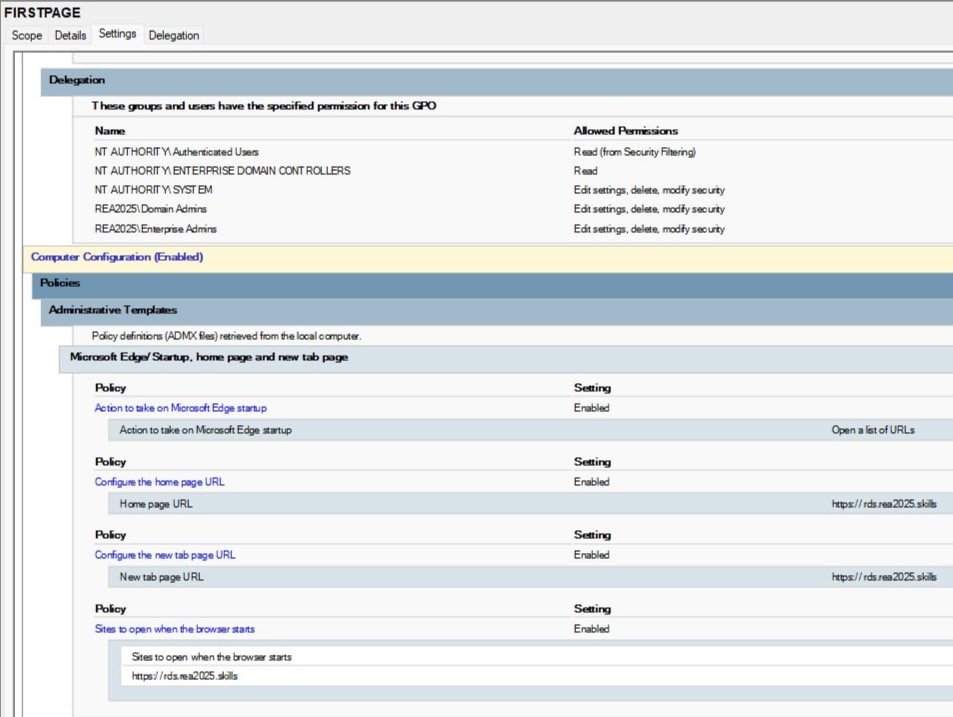 FIRSTPAGE
Scope Details Settings Delegation
Delegation
These groups and users have the specified permission for this GPO
Name Allowed Permissions
NT AUTHORITY\Authenticated Users Read (from Security Filtering)
NT AUTHORITY\ENTERPRISE DOMAIN CONTROLLERS Read
NT AUTHORITY\SYSTEM Edit settings, delete, modify security
REA2025\Domain Admins Edit settings, delete, modify security
REA2025\Enterprise Admins Edit settings, delete, modify security
Computer Configuration (Enabled)
Policies
Administrative Templates
Policy definitions (ADMX files) retrieved from the local computer.
Microsoft Edge/Startup, home page and new tab page
Policy Setting
Action to take on Microsoft Edge startup Enabled
Action to take on Microsoft Edge startup Open a list of URLs
Policy Setting
Configure the home page URL Enabled
Home page URL https://rds.rea2025.skills
Policy Setting
Configure the new tab page URL Enabled
New tab page URL https://rds.rea2025.skills
Policy Setting
Sites to open when the browser starts Enabled
Sites to open when the browser starts
https://rds.rea2025.skills